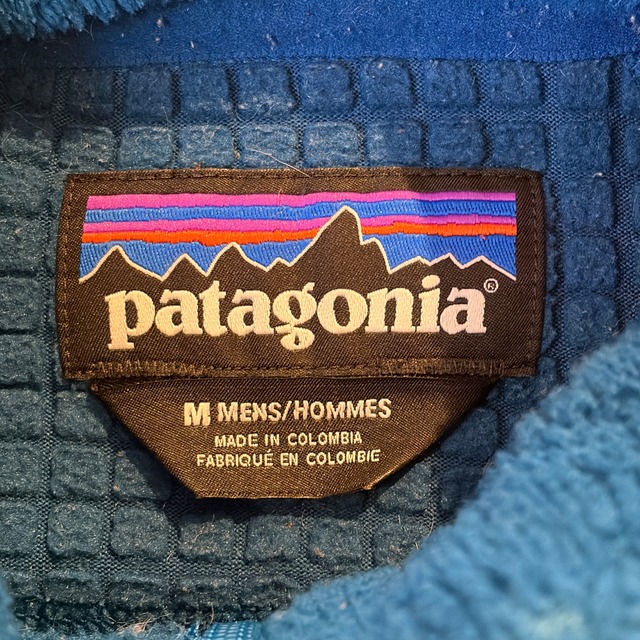 patagonia®
M MENS/HOMMES
MADE IN COLOMBIA
FABRIQUÉ EN COLOMBIE